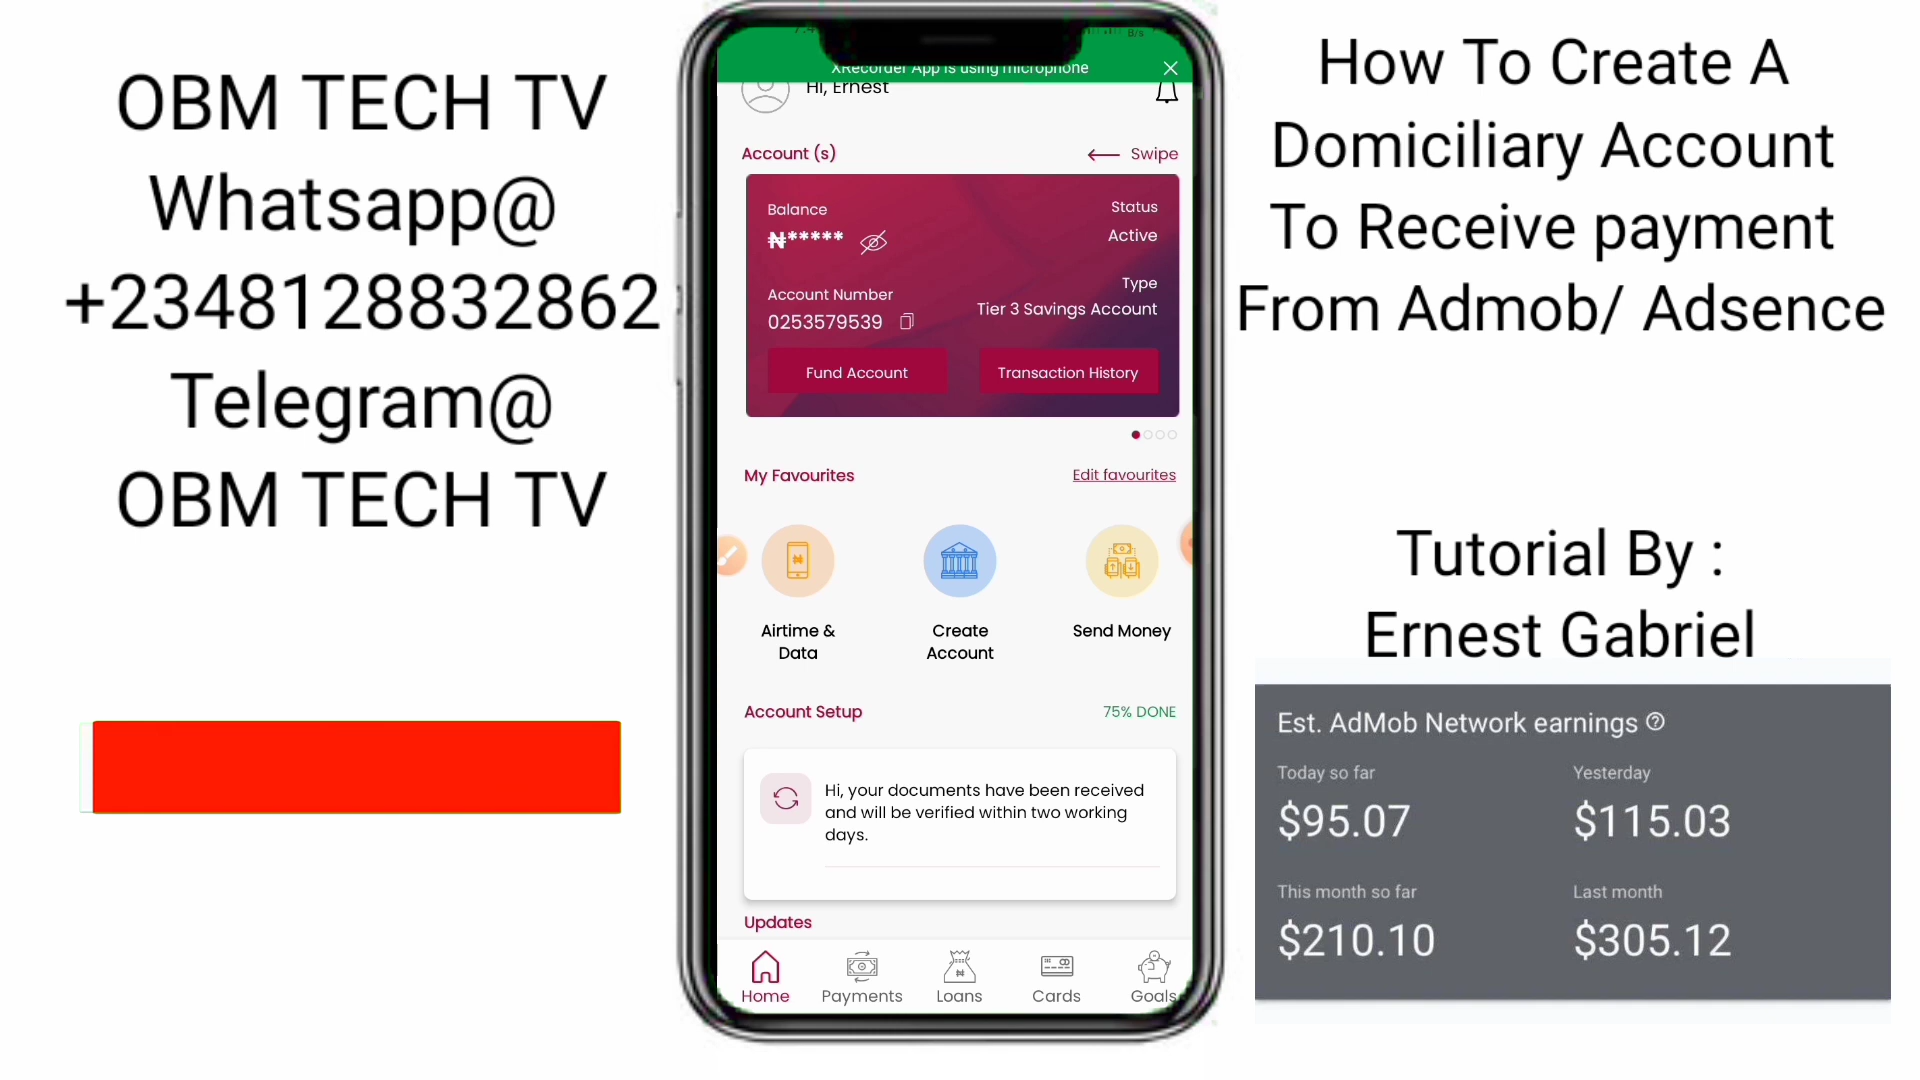 OBM TECH TV
Whatsapp@
+2348128832862
Telegram@
OBM TECH TV
XRecorder App is using microphone
Hi, Ernest
Account (s)
Swipe
Balance
₦*****
Status
Active
Account Number
0253579539
Type
Tier 3 Savings Account
Fund Account
Transaction History
My Favourites
Edit favourites
Airtime &
Data
Create
Account
Send Money
Account Setup
75% DONE
Hi, your documents have been received
and will be verified within two working
days.
Updates
Home
Payments
Loans
Cards
Goals
How To Create A
Domiciliary Account
To Receive payment
From Admob/ Adsence
Tutorial By :
Ernest Gabriel
Est. AdMob Network earnings
Today so far
$95.07
Yesterday
$115.03
This month so far
$210.10
Last month
$305.12